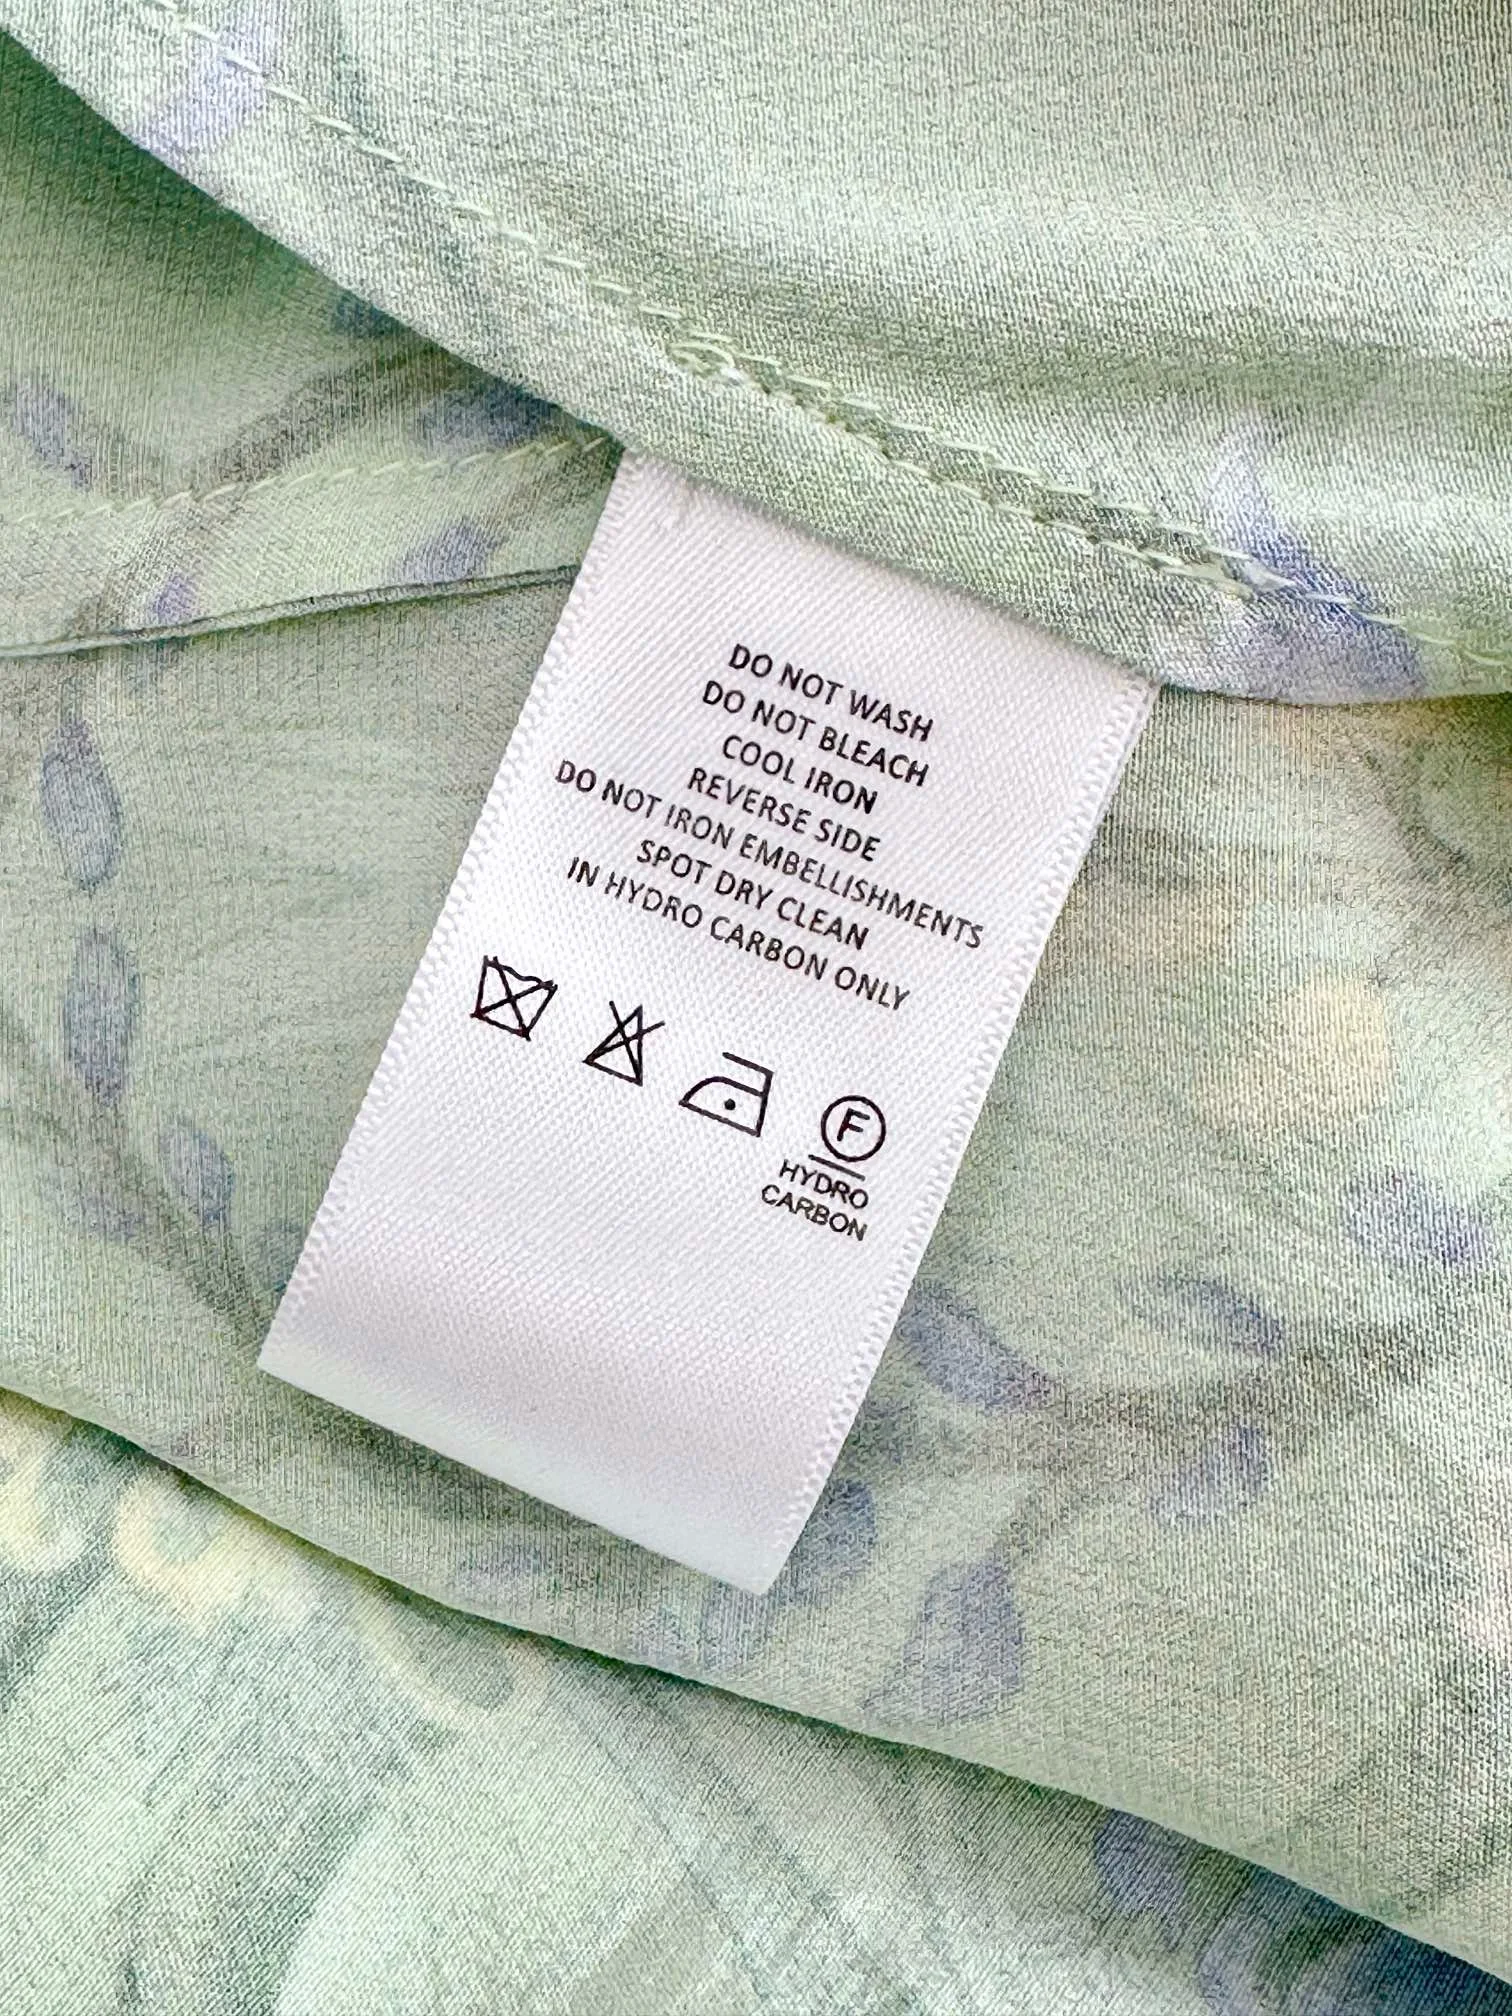 DO NOT WASH
DO NOT BLEACH
COOL IRON
REVERSE SIDE
DO NOT IRON EMBELLISHMENTS
SPOT DRY CLEAN
IN HYDRO CARBON ONLY
F
HYDRO
CARBON